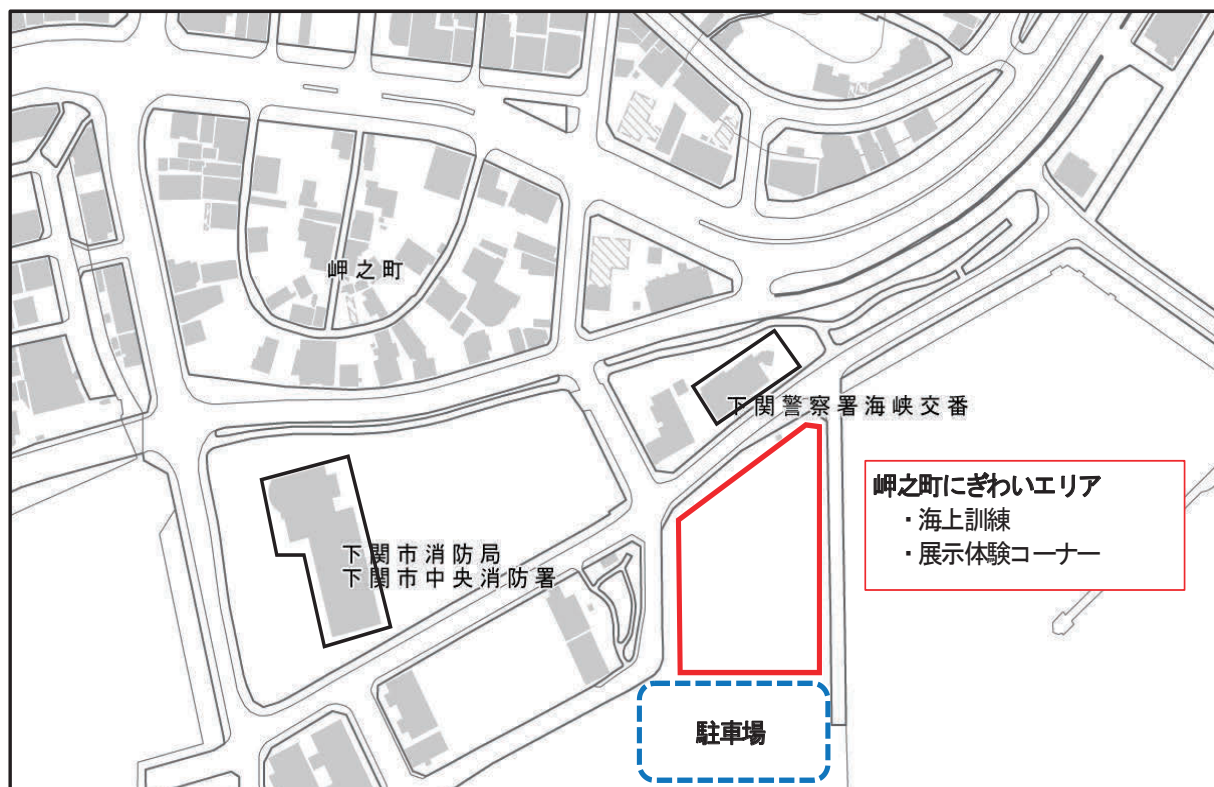 岬之町
下関警察署海峡交番
岬之町にぎわいエリア
・海上訓練
・展示体験コーナー
下関市消防局
下関市中央消防署
駐車場